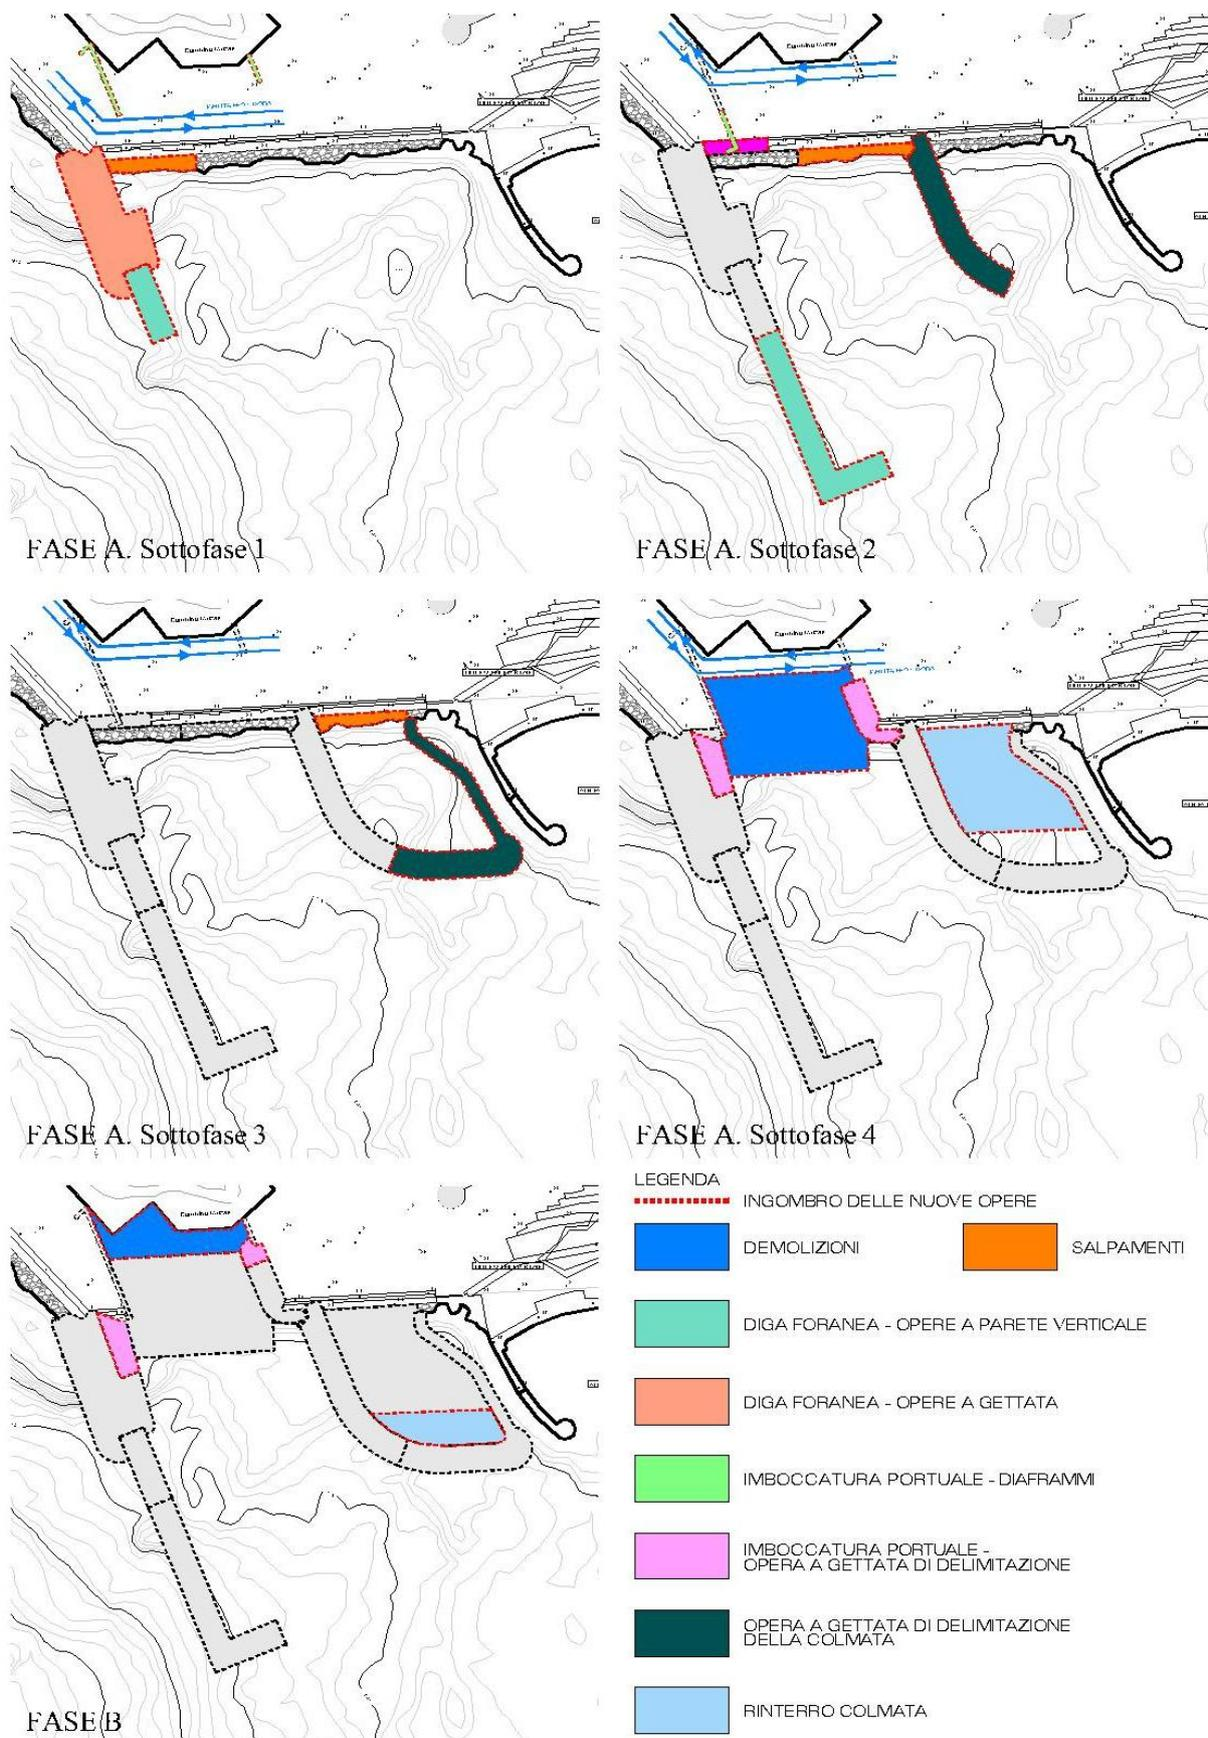 FASE A. Sottofase 1
FASE A. Sottofase 2
FASE A. Sottofase 3
FASE A. Sottofase 4
FASE B
LEGENDA
INGOMBRO DELLE NUOVE OPERE
DEMOLIZIONI
SALPAMENTI
DIGA FORANEA - OPERE A PARETE VERTICALE
DIGA FORANEA - OPERE A GETTATA
IMBOCCATURA PORTUALE - DIAFRAMMI
IMBOCCATURA PORTUALE -
OPERA A GETTATA DI DELIMITAZIONE
OPERA A GETTATA DI DELIMITAZIONE
DELLA COLMATA
RINTERRO COLMATA